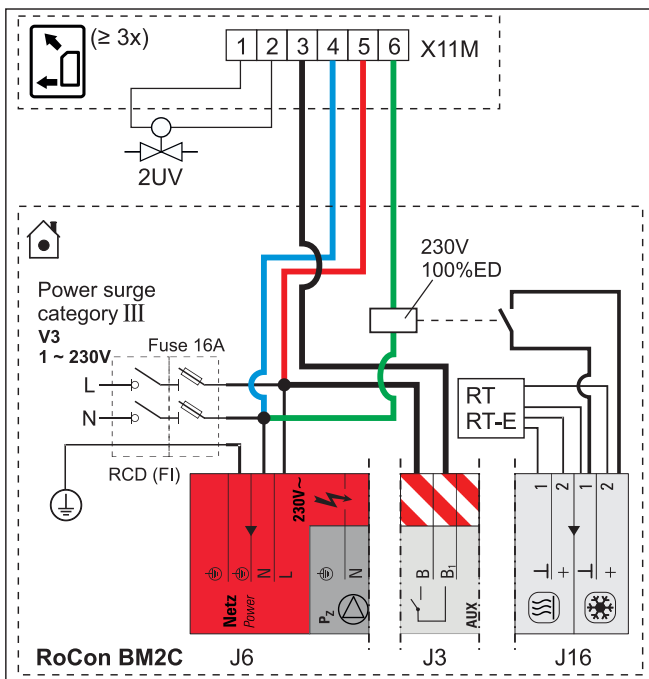 (≥ 3x)
1 2 3 4 5 6 X11M
2UV
230V
100%ED
Power surge
category III
V3
1 ~ 230V
Fuse 16A
L
N
RCD (FI)
RT
RT-E
230V~
N
L
Netz
Power
N
Pz
B
B1
AUX
1
2
1
2
+
+
RoCon BM2C J6 J3 J16